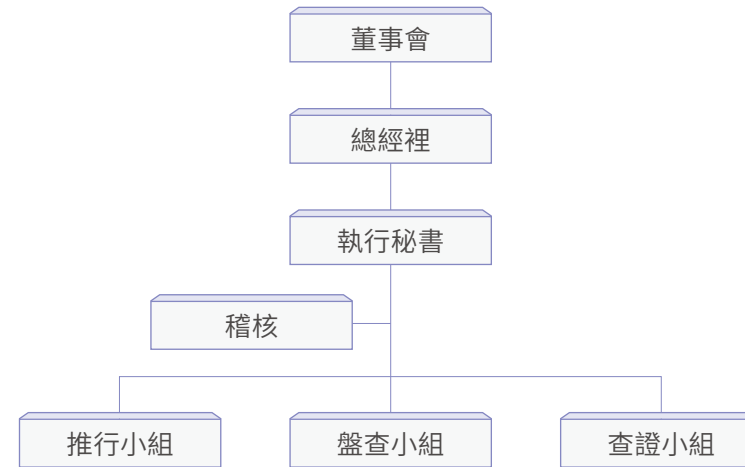 董事會
總經裡
執行秘書
稽核
推行小組
盤查小組
查證小組